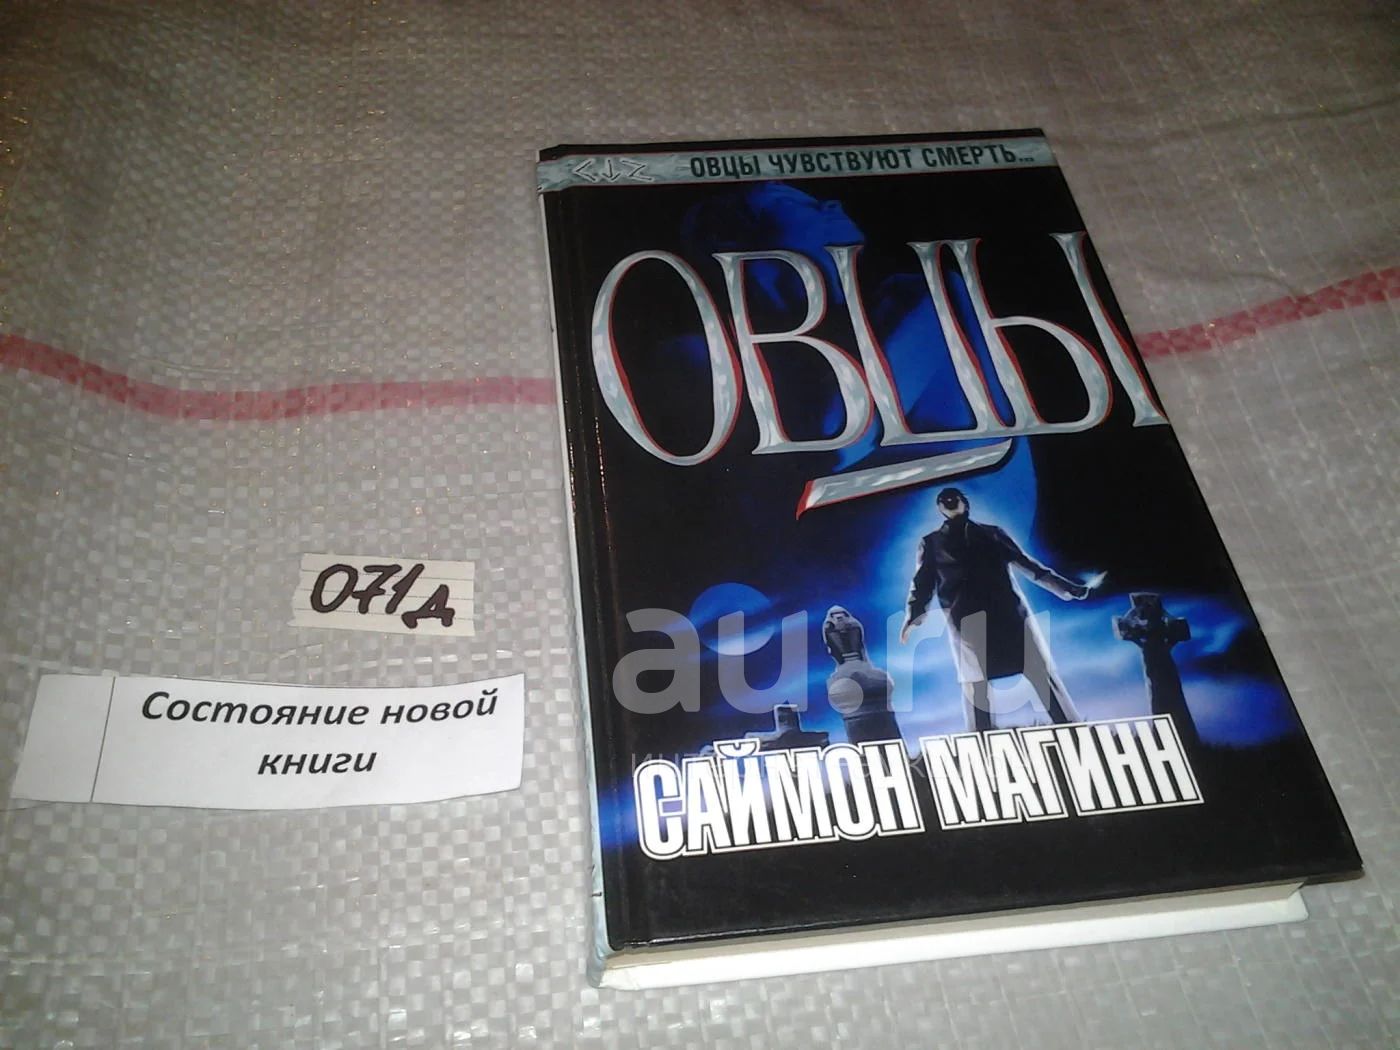 ОВЦЫ ЧУВСТВУЮТ СМЕРТЬ...
ОВЦЫ
071д
Состояние новой
книги
au.ru
САЙМОН МАГИНН